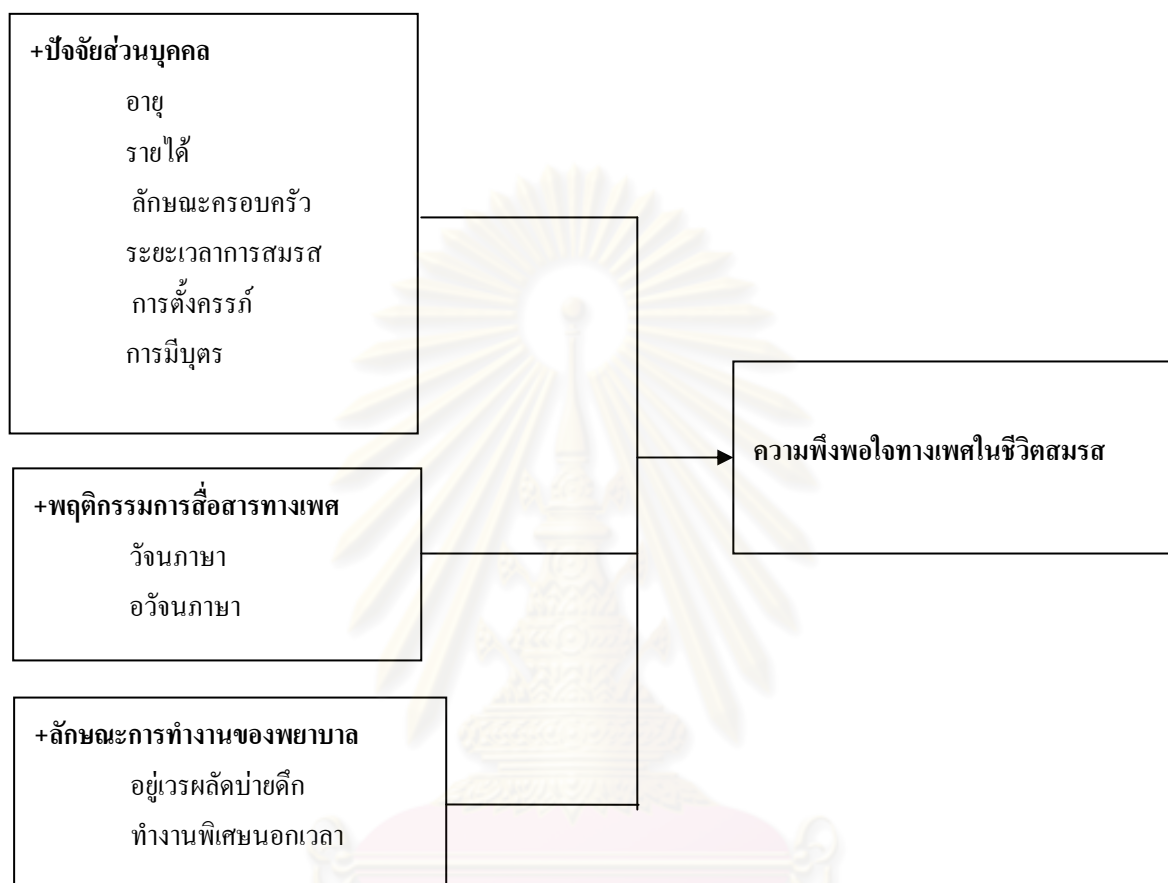 +ปัจจัยส่วนบุคคล
อายุ
รายได้
ลักษณะครอบครัว
ระยะเวลาการสมรส
การตั้งครรภ์
การมีบุตร
+พฤติกรรมการสื่อสารทางเพศ
วัจนภาษา
อวัจนภาษา
+ลักษณะการทำงานของพยาบาล
อยู่เวรผลัดบ่ายดึก
ทำงานพิเศษนอกเวลา
ความพึงพอใจทางเพศในชีวิตสมรส